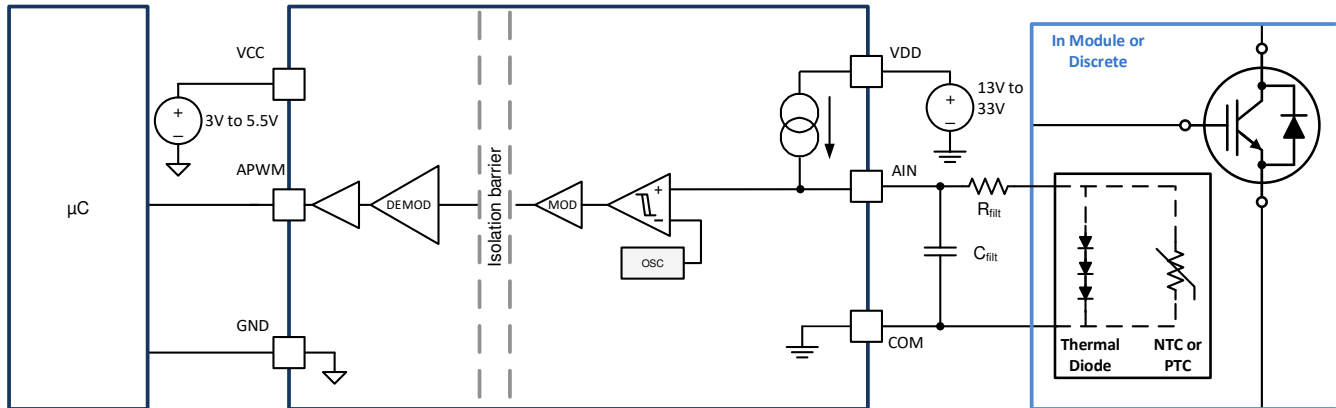 µC
VCC
+
−
3V to 5.5V
APWM
GND
DEMOD
Isolation barrier
MOD
+
−
OSC
VDD
+
−
13V to
33V
AIN
Rfilt
Cfilt
COM
In Module or
Discrete
Thermal
Diode
NTC or
PTC